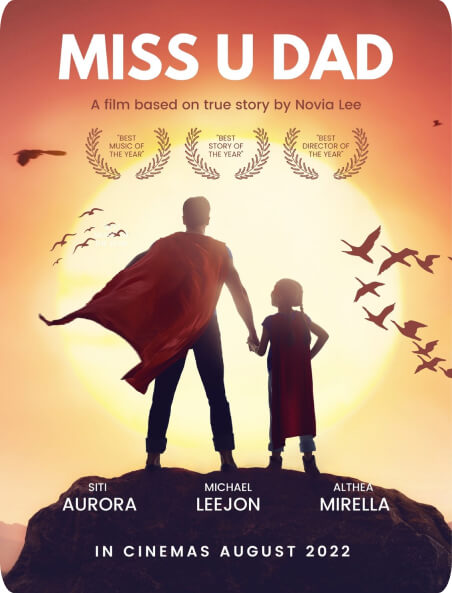 MISS U DAD
A film based on true story by Novia Lee
"BEST
MUSIC OF
THE YEAR"
"BEST
STORY OF
THE YEAR"
"BEST
DIRECTOR OF
THE YEAR"
SITI
AURORA
MICHAEL
LEEJON
ALTHEA
MIRELLA
IN CINEMAS AUGUST 2022